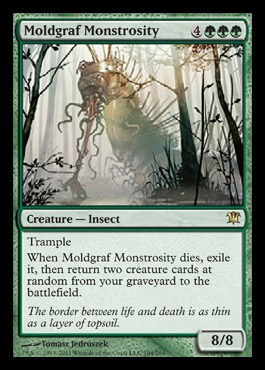 Moldgraf Monstrosity 4
Creature — Insect
Trample
When Moldgraf Monstrosity dies, exile
it, then return two creature cards at
random from your graveyard to the
battlefield.
The border between life and death is as thin
as a layer of topsoil.
Tomasz Jedruszek
8/8